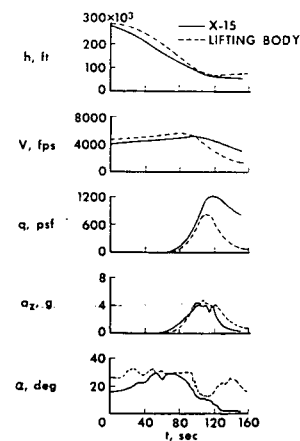 300×10³
X-15
LIFTING BODY
200
h, ft
100
0
8000
V, fps
4000
0
1200
q, psf
600
0
8
a_z, g
4
0
40
α, deg
20
0 40 80 120 160
t, sec